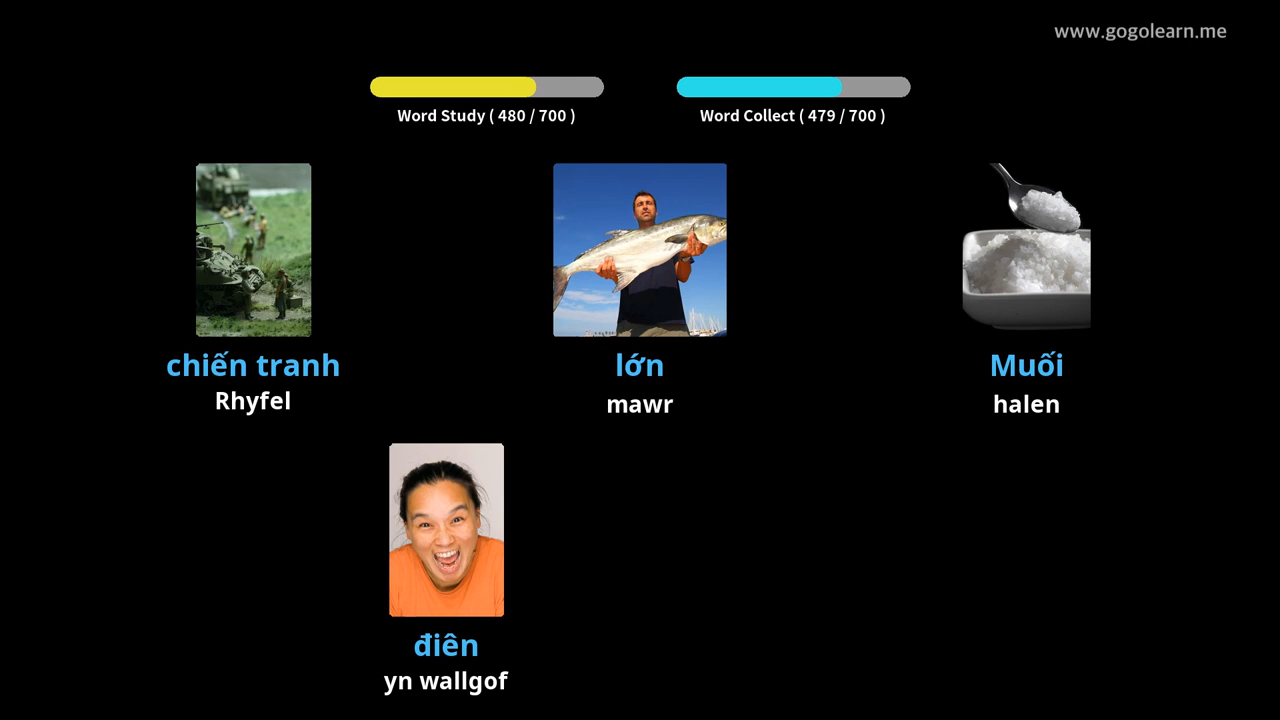 www.gogolearn.me
Word Study ( 480 / 700 )
Word Collect ( 479 / 700 )
chiến tranh
Rhyfel
lớn
mawr
Muối
halen
điên
yn wallgof